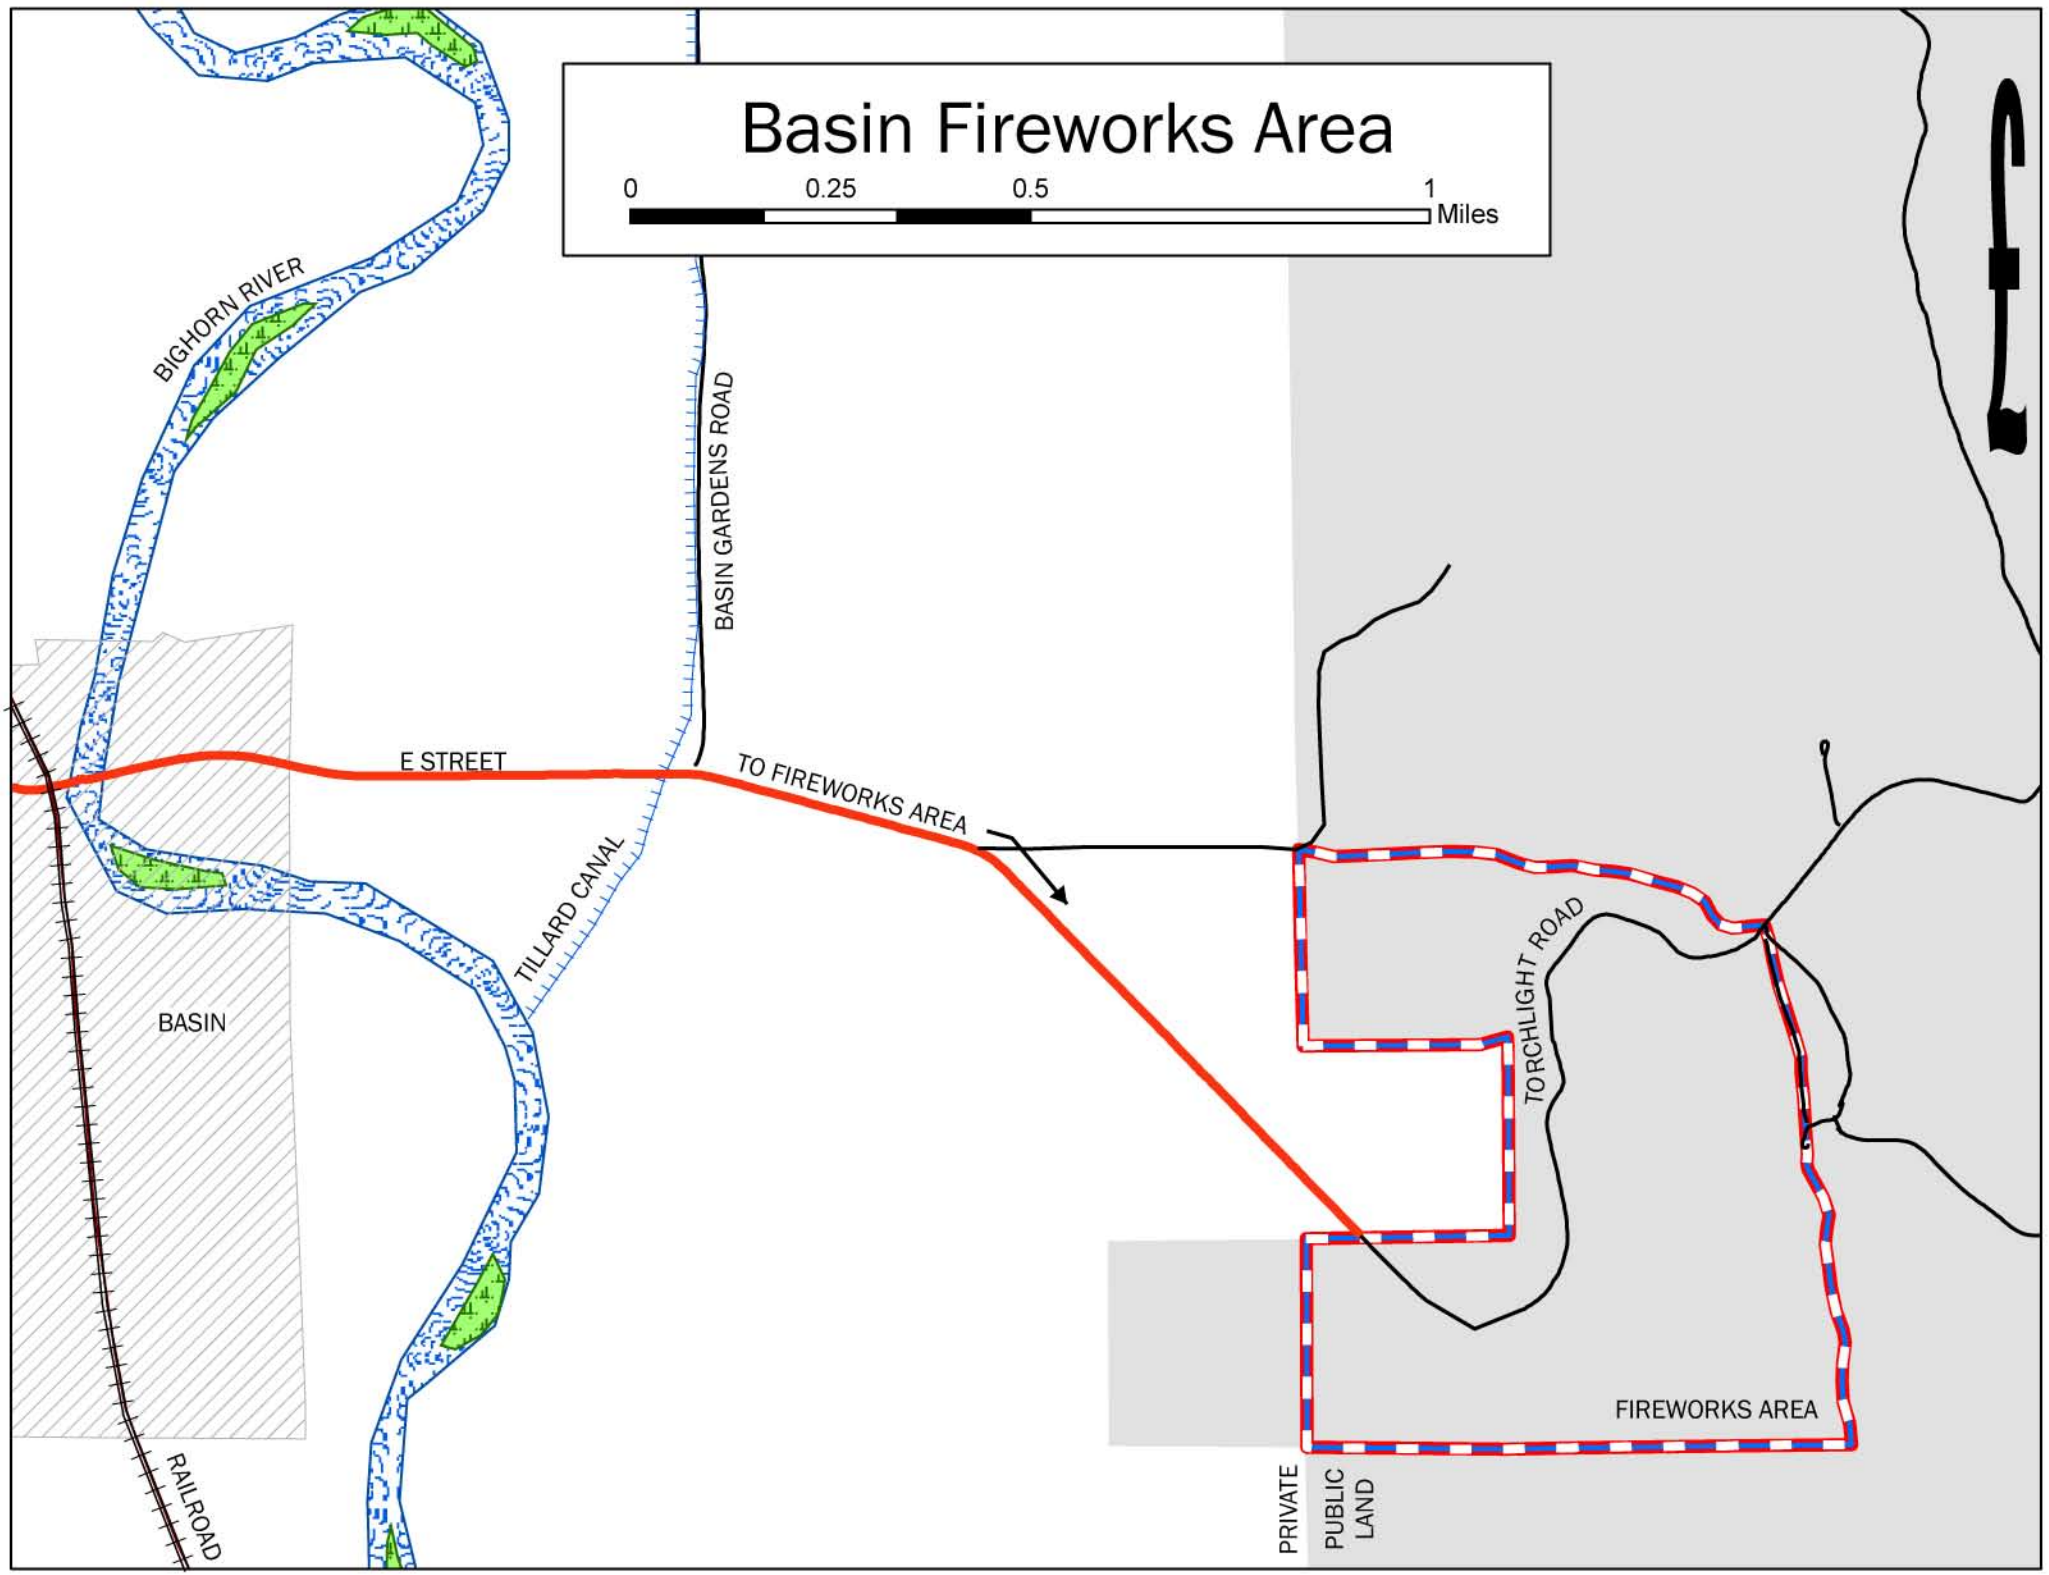 Basin Fireworks Area
0 0.25 0.5 1
Miles
BIGHORN RIVER
BASIN GARDENS ROAD
E STREET
TO FIREWORKS AREA
TILLARD CANAL
TORCHLIGHT ROAD
BASIN
FIREWORKS AREA
RAILROAD
PRIVATE
PUBLIC
LAND